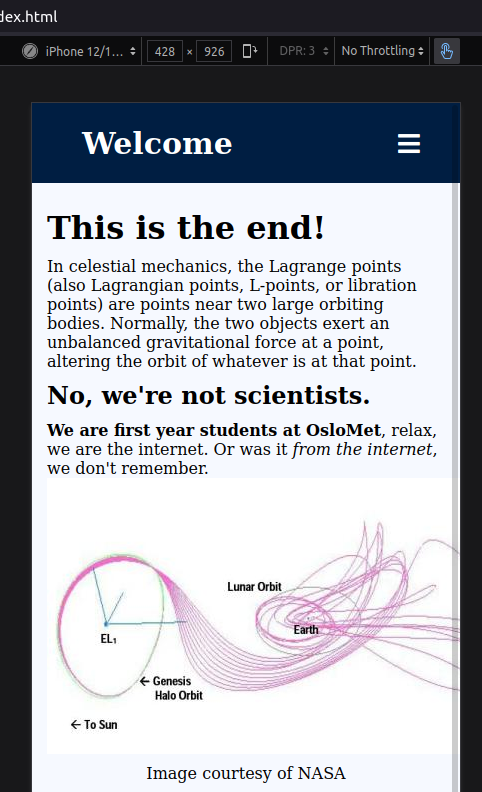 dex.html
iPhone 12/1... 428 × 926 DPR: 3 No Throttling
Welcome
This is the end!
In celestial mechanics, the Lagrange points
(also Lagrangian points, L-points, or libration
points) are points near two large orbiting
bodies. Normally, the two objects exert an
unbalanced gravitational force at a point,
altering the orbit of whatever is at that point.
No, we're not scientists.
We are first year students at OsloMet, relax,
we are the internet. Or was it from the internet,
we don't remember.
Lunar Orbit
Earth
EL1
← Genesis
Halo Orbit
← To Sun
Image courtesy of NASA